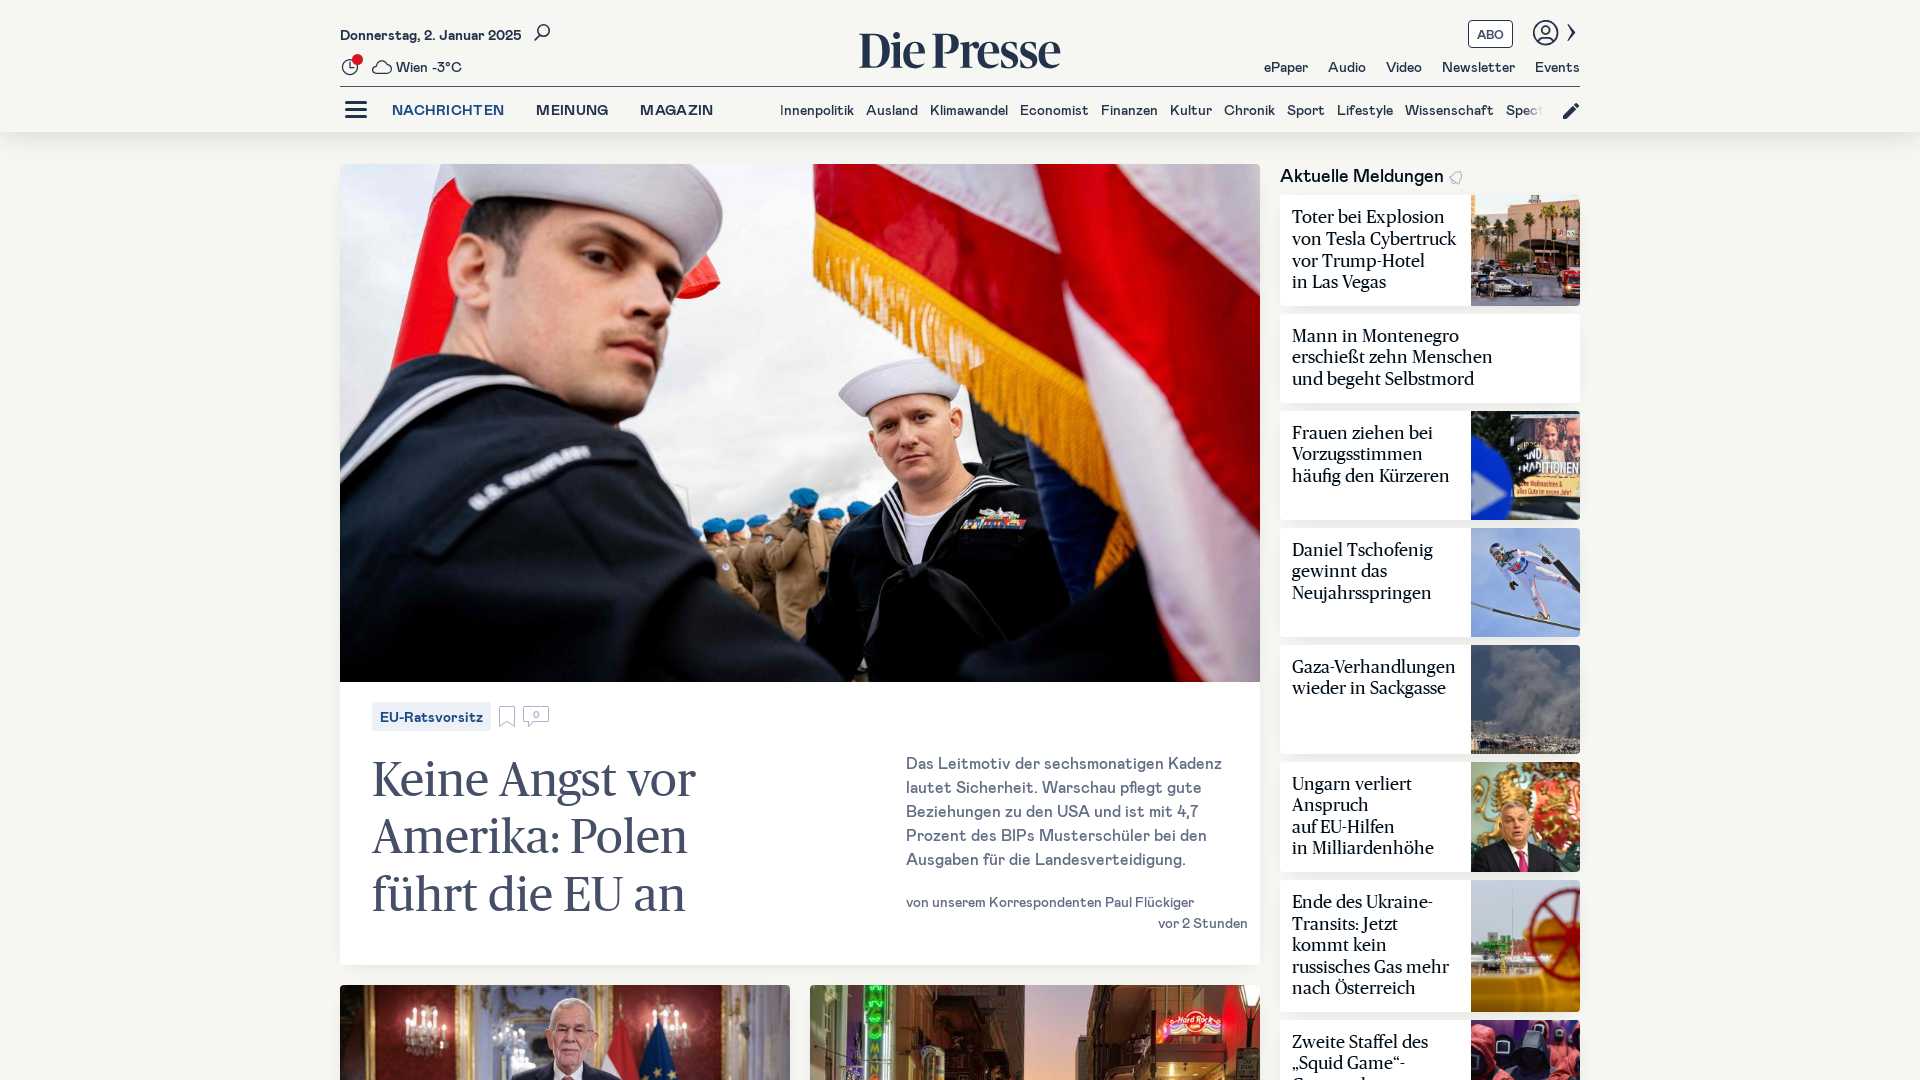 Donnerstag, 2. Januar 2025
Wien -3°C
Die Presse
ABO
ePaper Audio Video Newsletter Events
NACHRICHTEN MEINUNG MAGAZIN
Innenpolitik Ausland Klimawandel Economist Finanzen Kultur Chronik Sport Lifestyle Wissenschaft Spect
EU-Ratsvorsitz
0
Keine Angst vor
Amerika: Polen
führt die EU an
Das Leitmotiv der sechsmonatigen Kadenz
lautet Sicherheit. Warschau pflegt gute
Beziehungen zu den USA und ist mit 4,7
Prozent des BIPs Musterschüler bei den
Ausgaben für die Landesverteidigung.
von unserem Korrespondenten Paul Flückiger
vor 2 Stunden
Hard Rock
Aktuelle Meldungen
Toter bei Explosion
von Tesla Cybertruck
vor Trump-Hotel
in Las Vegas
Mann in Montenegro
erschießt zehn Menschen
und begeht Selbstmord
Frauen ziehen bei
Vorzugsstimmen
häufig den Kürzeren
TRADITIONEN
Daniel Tschofenig
gewinnt das
Neujahrsspringen
Gaza-Verhandlungen
wieder in Sackgasse
Ungarn verliert
Anspruch
auf EU-Hilfen
in Milliardenhöhe
Ende des Ukraine-
Transits: Jetzt
kommt kein
russisches Gas mehr
nach Österreich
Zweite Staffel des
„Squid Game“-